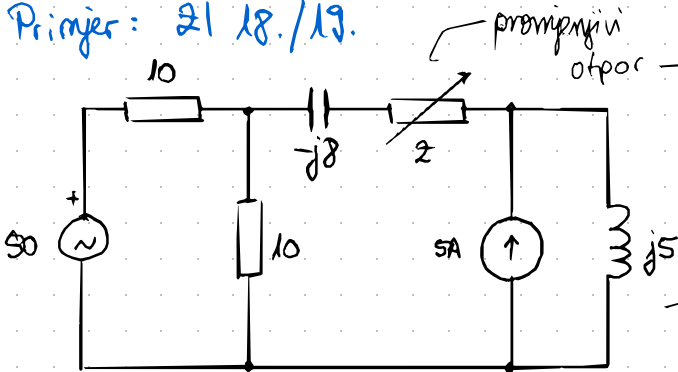 Primjer: ZI 18./19.
promjenjivi
otpor –
10
-j8
2
+
50
~
10
5A
j5